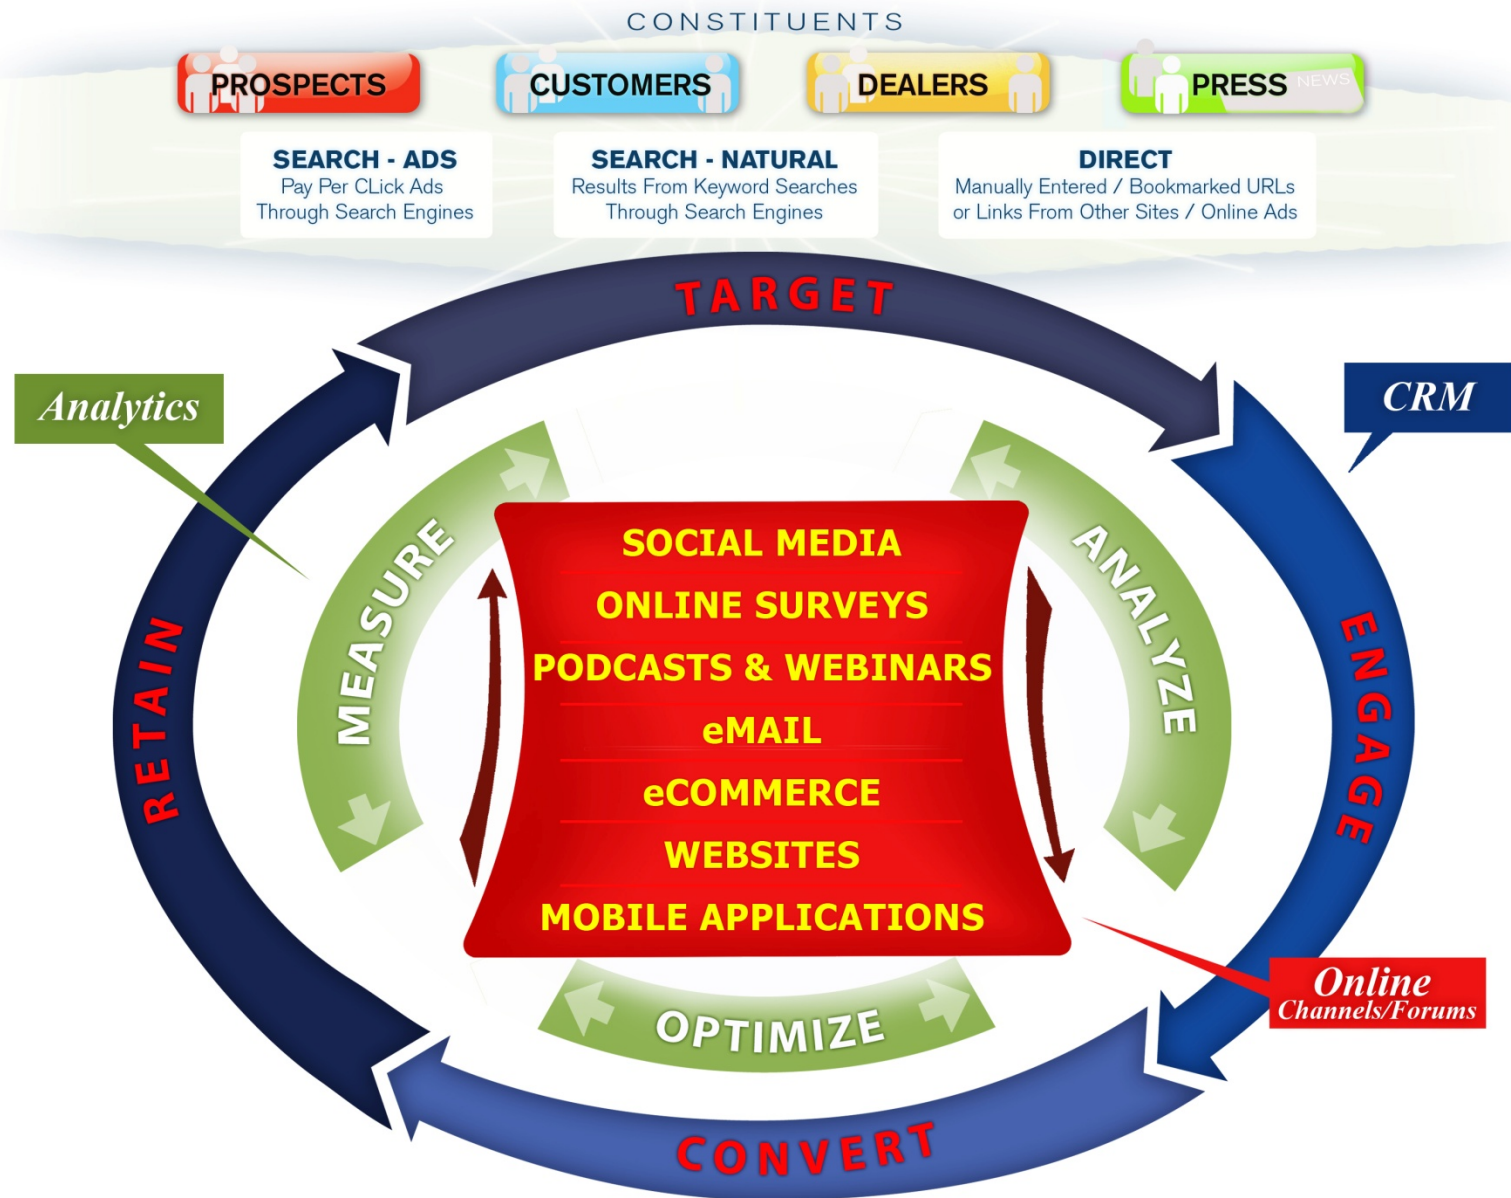 CONSTITUENTS
PROSPECTS
CUSTOMERS
DEALERS
PRESS
NEWS
SEARCH - ADS
Pay Per CLick Ads
Through Search Engines
SEARCH - NATURAL
Results From Keyword Searches
Through Search Engines
DIRECT
Manually Entered / Bookmarked URLs
or Links From Other Sites / Online Ads
TARGET
Analytics
CRM
MEASURE
ANALYZE
RETAIN
ENGAGE
SOCIAL MEDIA
ONLINE SURVEYS
PODCASTS & WEBINARS
eMAIL
eCOMMERCE
WEBSITES
MOBILE APPLICATIONS
Online
Channels/Forums
OPTIMIZE
CONVERT